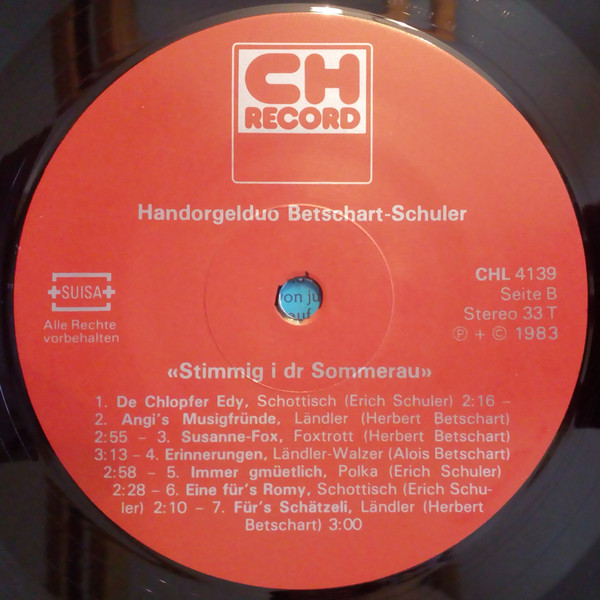 CH
RECORD
Handorgelduo Betschart-Schuler
+SUISA+
Alle Rechte
vorbehalten
CHL 4139
Seite B
Stereo 33 T
Ⓟ + © 1983
on ju
auf
«Stimmig i dr Sommerau»
1. De Chlopfer Edy, Schottisch (Erich Schuler) 2:16 –
2. Angi's Musigfründe, Ländler (Herbert Betschart)
2:55 – 3. Susanne-Fox, Foxtrott (Herbert Betschart)
3:13 – 4. Erinnerungen, Ländler-Walzer (Alois Betschart)
2:58 – 5. Immer gmüetlich, Polka (Erich Schuler)
2:28 – 6. Eine für's Romy, Schottisch (Erich Schu-
ler) 2:10 – 7. Für's Schätzeli, Ländler (Herbert
Betschart) 3:00